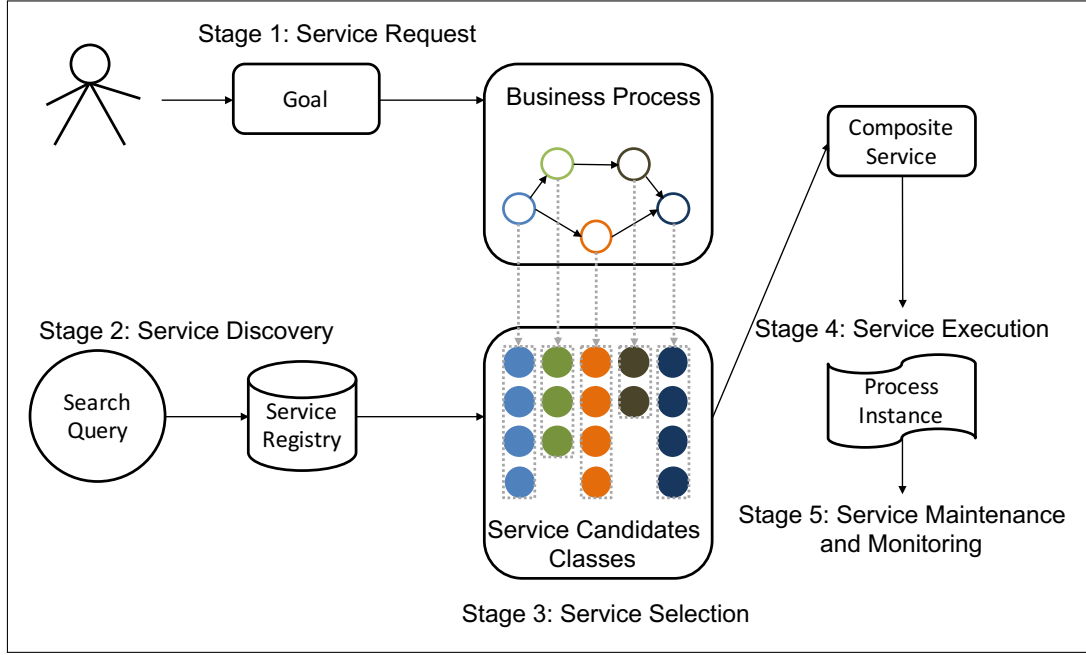 Stage 1: Service Request
Goal
Business Process
Composite
Service
Stage 2: Service Discovery
Search
Query
Service
Registry
Service Candidates
Classes
Stage 3: Service Selection
Stage 4: Service Execution
Process
Instance
Stage 5: Service Maintenance
and Monitoring